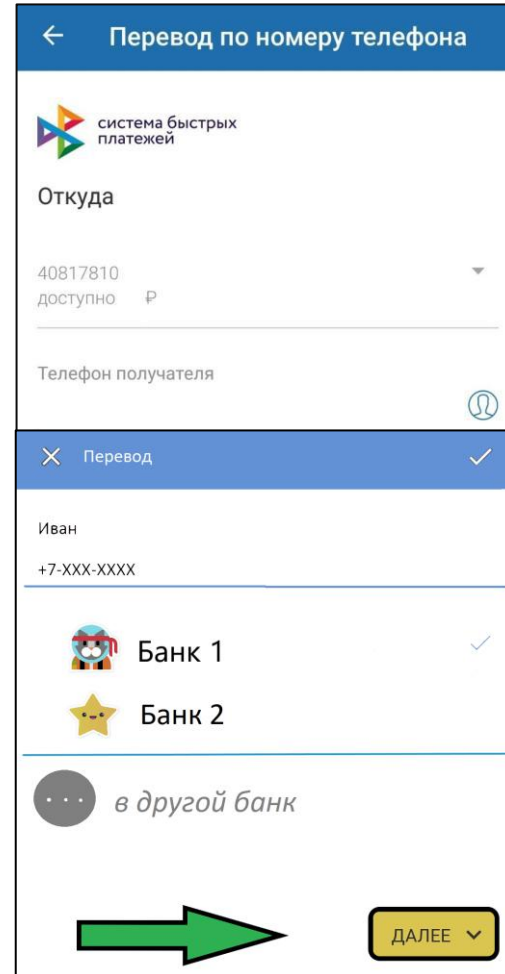 Перевод по номеру телефона
система быстрых
платежей
Откуда
40817810
доступно ₽
Телефон получателя
Перевод
Иван
+7-XXX-XXXX
Банк 1
Банк 2
в другой банк
ДАЛЕЕ